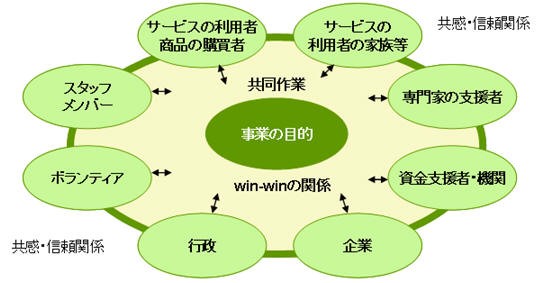 サービスの利用者
商品の購買者
サービスの
利用者の家族等
共感・信頼関係
スタッフ
メンバー
共同作業
専門家の支援者
事業の目的
ボランティア
win-winの関係
資金支援者・機関
共感・信頼関係
行政
企業